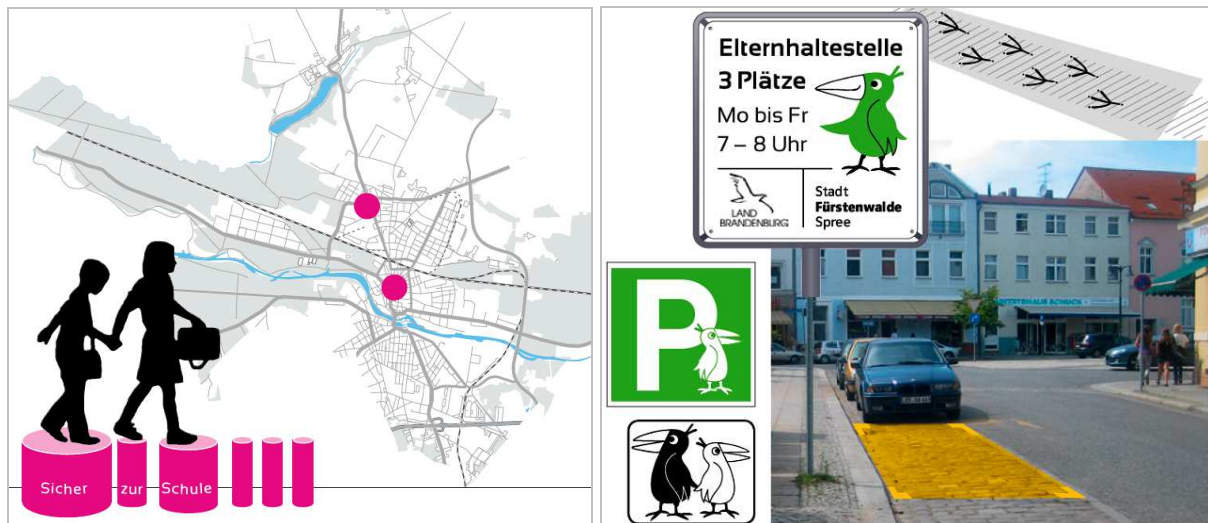 Sicher zur Schule
Elternhaltestelle
3 Plätze
Mo bis Fr
7 – 8 Uhr
LAND
BRANDENBURG
Stadt
Fürstenwalde
Spree
P